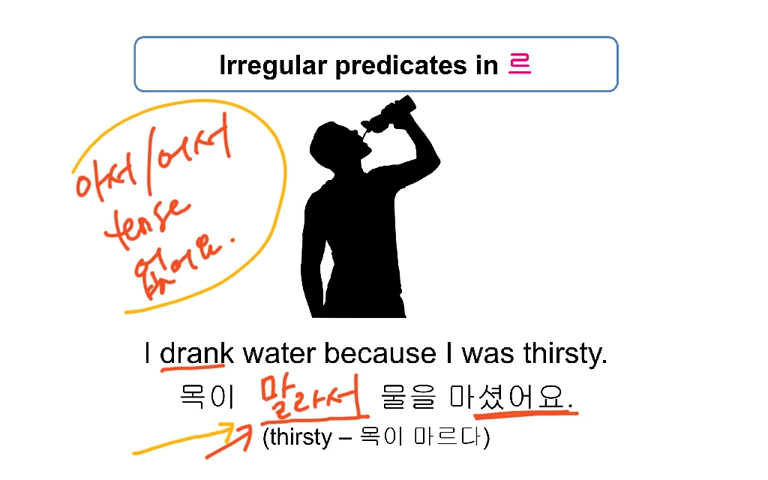 Irregular predicates in 르
아서/어서
tense
없어요.
I drank water because I was thirsty.
목이 말라서 물을 마셨어요.
(thirsty – 목이 마르다)